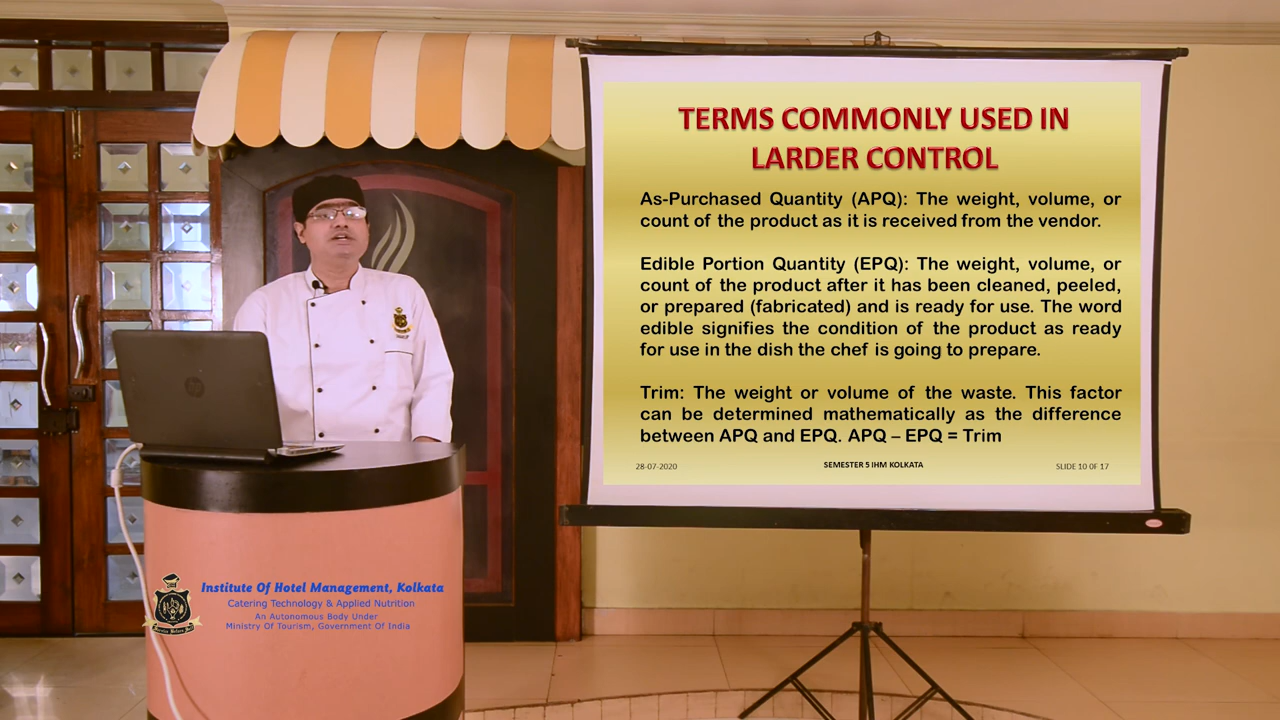 TERMS COMMONLY USED IN
LARDER CONTROL
As-Purchased Quantity (APQ): The weight, volume, or
count of the product as it is received from the vendor.
Edible Portion Quantity (EPQ): The weight, volume, or
count of the product after it has been cleaned, peeled,
or prepared (fabricated) and is ready for use. The word
edible signifies the condition of the product as ready
for use in the dish the chef is going to prepare.
Trim: The weight or volume of the waste. This factor
can be determined mathematically as the difference
between APQ and EPQ. APQ – EPQ = Trim
28-07-2020
SEMESTER 5 IHM KOLKATA
SLIDE 10 0F 17
Institute Of Hotel Management, Kolkata
Catering Technology & Applied Nutrition
An Autonomous Body Under
Ministry Of Tourism, Government Of India